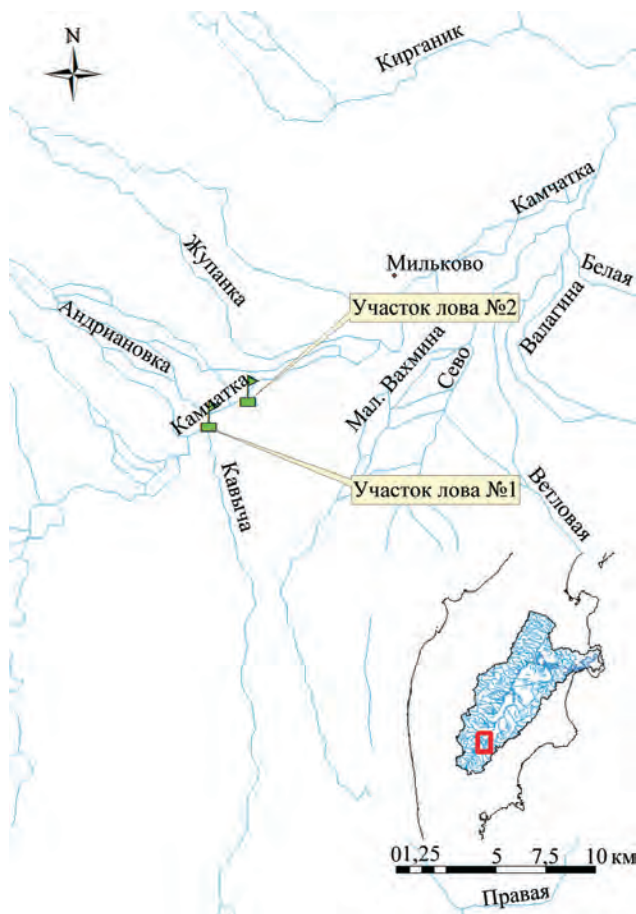 N
Кирганик
Камчатка
Жупанка
Мильково
Белая
Участок лова №2
Валагина
Андриановка
Мал. Вахмина
Сево
Камчатка
Кавыча
Участок лова №1
Ветловая
01,25 5 7,5 10 км
Правая